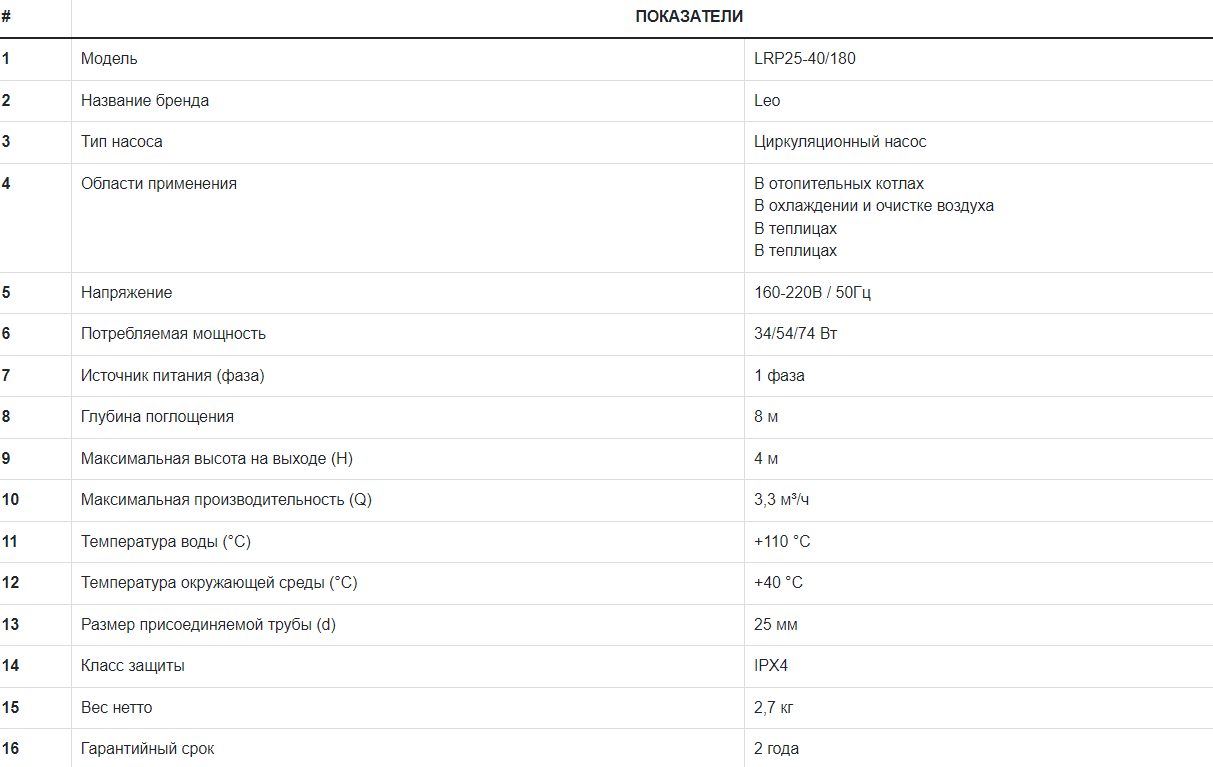 # ПОКАЗАТЕЛИ
1 Модель LRP25-40/180
2 Название бренда Leo
3 Тип насоса Циркуляционный насос
4 Области применения В отопительных котлах
В охлаждении и очистке воздуха
В теплицах
В теплицах
5 Напряжение 160-220В / 50Гц
6 Потребляемая мощность 34/54/74 Вт
7 Источник питания (фаза) 1 фаза
8 Глубина поглощения 8 м
9 Максимальная высота на выходе (H) 4 м
10 Максимальная производительность (Q) 3,3 м³/ч
11 Температура воды (°C) +110 °C
12 Температура окружающей среды (°C) +40 °C
13 Размер присоединяемой трубы (d) 25 мм
14 Класс защиты IPX4
15 Вес нетто 2,7 кг
16 Гарантийный срок 2 года